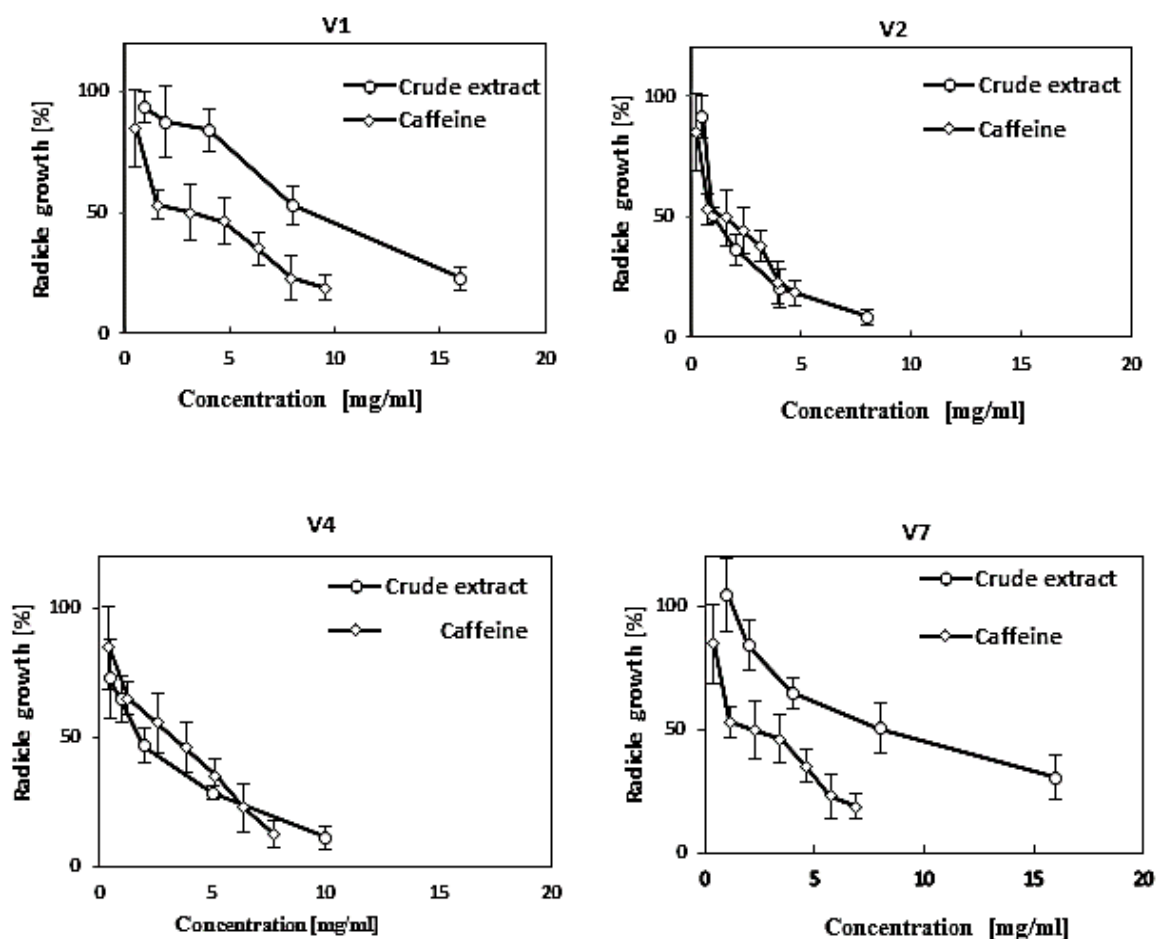 V1
Radicle growth [%]
100
50
0
Crude extract
Caffeine
0 5 10 15 20
Concentration [mg/ml]
V2
Radicle growth [%]
100
50
0
Crude extract
Caffeine
0 5 10 15 20
Concentration [mg/ml]
V4
Radicle growth [%]
100
50
0
Crude extract
Caffeine
0 5 10 15 20
Concentration [mg/ml]
V7
Radicle growth [%]
100
50
0
Crude extract
Caffeine
0 5 10 15 20
Concentration [mg/ml]